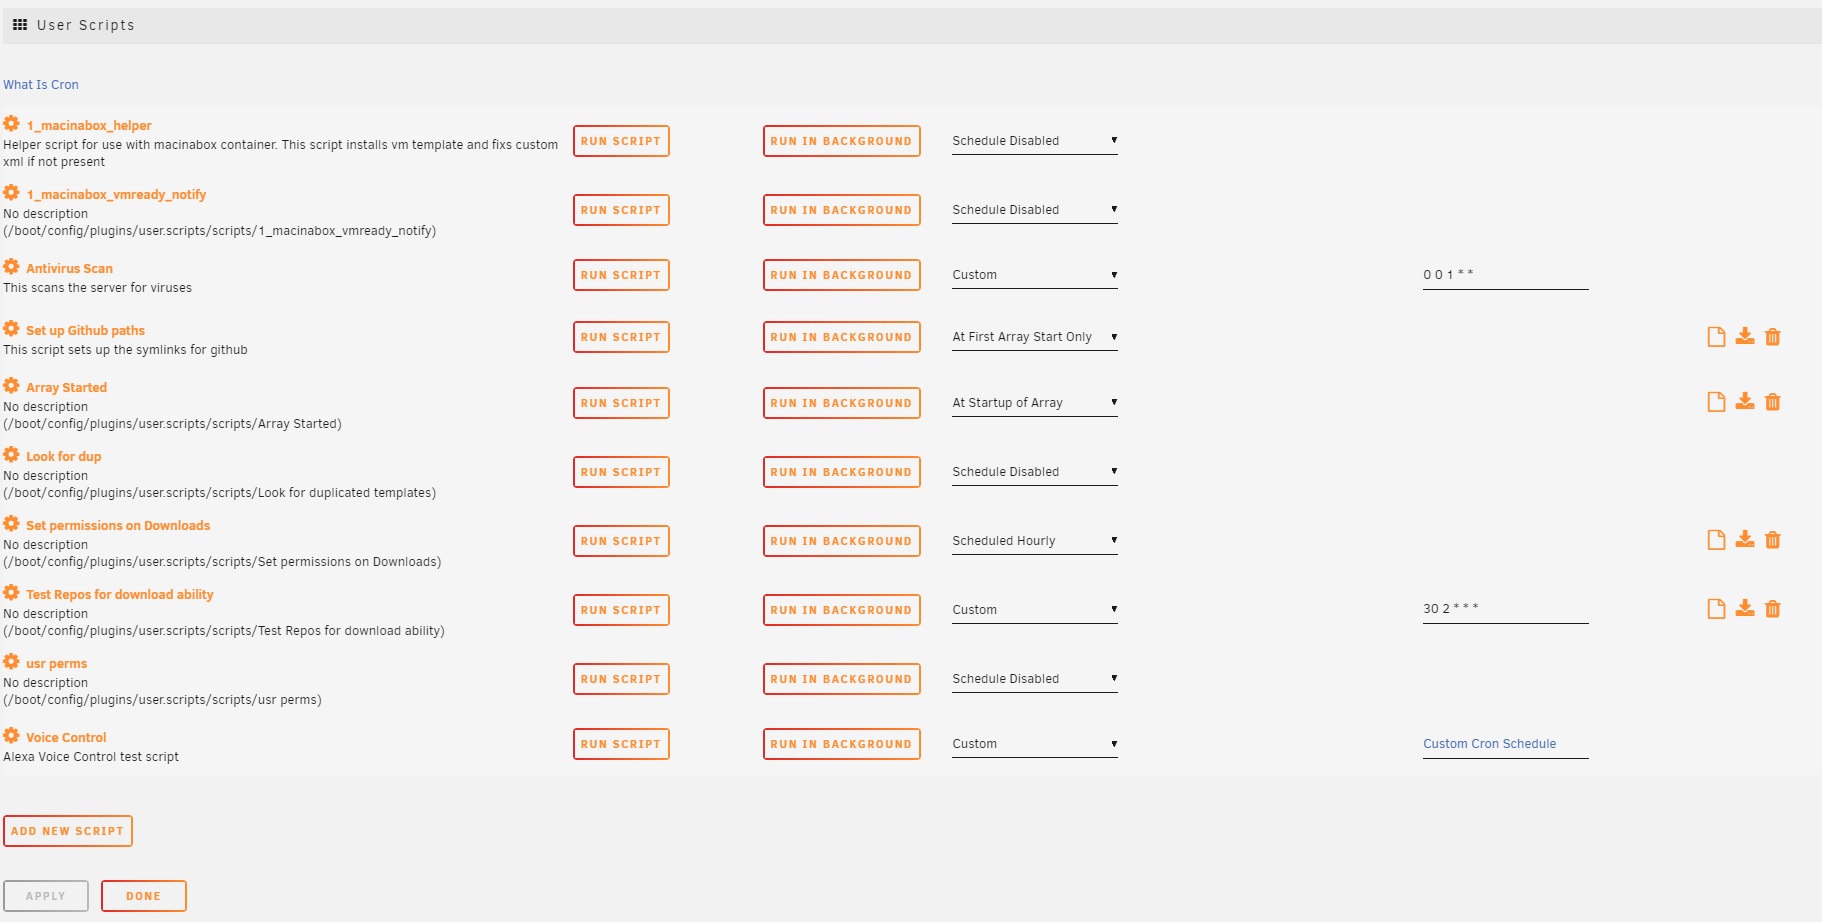 User Scripts
What Is Cron
1_macinabox_helper
Helper script for use with macinabox container. This script installs vm template and fixs custom
xml if not present
RUN SCRIPT
RUN IN BACKGROUND
Schedule Disabled
1_macinabox_vmready_notify
No description
(/boot/config/plugins/user.scripts/scripts/1_macinabox_vmready_notify)
RUN SCRIPT
RUN IN BACKGROUND
Schedule Disabled
Antivirus Scan
This scans the server for viruses
RUN SCRIPT
RUN IN BACKGROUND
Custom
0 0 1 * *
Set up Github paths
This script sets up the symlinks for github
RUN SCRIPT
RUN IN BACKGROUND
At First Array Start Only
Array Started
No description
(/boot/config/plugins/user.scripts/scripts/Array Started)
RUN SCRIPT
RUN IN BACKGROUND
At Startup of Array
Look for dup
No description
(/boot/config/plugins/user.scripts/scripts/Look for duplicated templates)
RUN SCRIPT
RUN IN BACKGROUND
Schedule Disabled
Set permissions on Downloads
No description
(/boot/config/plugins/user.scripts/scripts/Set permissions on Downloads)
RUN SCRIPT
RUN IN BACKGROUND
Scheduled Hourly
Test Repos for download ability
No description
(/boot/config/plugins/user.scripts/scripts/Test Repos for download ability)
RUN SCRIPT
RUN IN BACKGROUND
Custom
30 2 * * *
usr perms
No description
(/boot/config/plugins/user.scripts/scripts/usr perms)
RUN SCRIPT
RUN IN BACKGROUND
Schedule Disabled
Voice Control
Alexa Voice Control test script
RUN SCRIPT
RUN IN BACKGROUND
Custom
Custom Cron Schedule
ADD NEW SCRIPT
APPLY
DONE